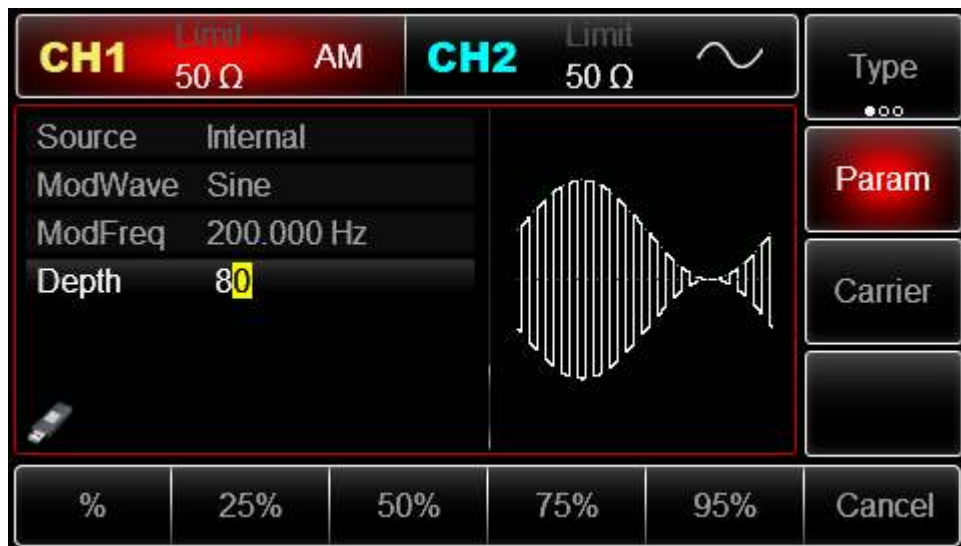 CH1 Limit 50 Ω AM CH2 Limit 50 Ω
Type
Source Internal
ModWave Sine
ModFreq 200.000 Hz
Depth 80
Param
Carrier
% 25% 50% 75% 95% Cancel